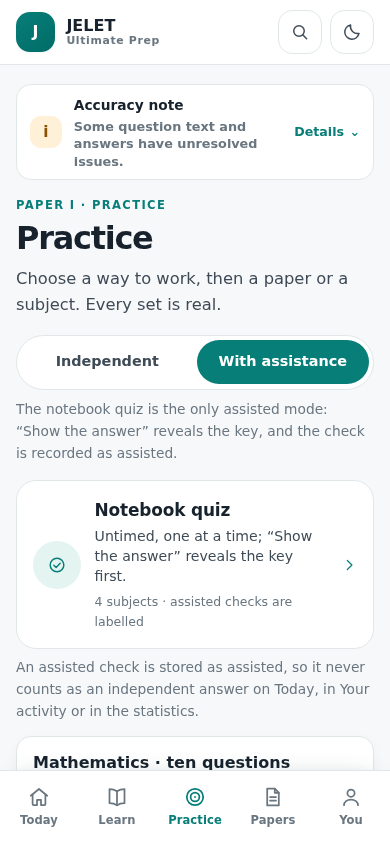 J
JELET
Ultimate Prep
i
Accuracy note
Some question text and
answers have unresolved
issues.
Details
PAPER I · PRACTICE
Practice
Choose a way to work, then a paper or a
subject. Every set is real.
Independent
With assistance
The notebook quiz is the only assisted mode:
“Show the answer” reveals the key, and the check
is recorded as assisted.
Notebook quiz
Untimed, one at a time; “Show
the answer” reveals the key
first.
4 subjects · assisted checks are
labelled
An assisted check is stored as assisted, so it never
counts as an independent answer on Today, in Your
activity or in the statistics.
Mathematics · ten questions
Today
Learn
Practice
Papers
You